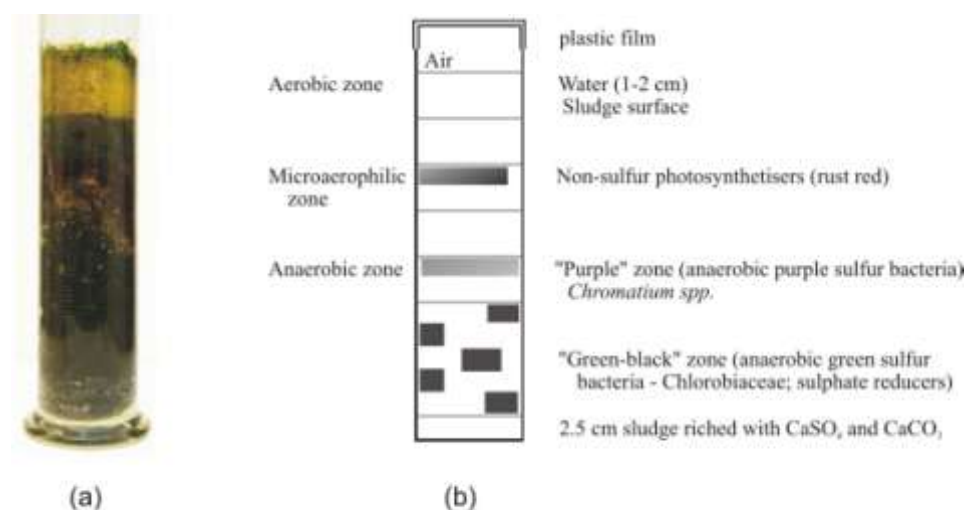 plastic film
Air
Aerobic zone
Water (1-2 cm)
Sludge surface
Microaerophilic
zone
Non-sulfur photosynthetisers (rust red)
Anaerobic zone
"Purple" zone (anaerobic purple sulfur bacteria)
Chromatium spp.
"Green-black" zone (anaerobic green sulfur
bacteria - Chlorobiaceae; sulphate reducers)
2.5 cm sludge riched with CaSO₄ and CaCO₃
(a)
(b)